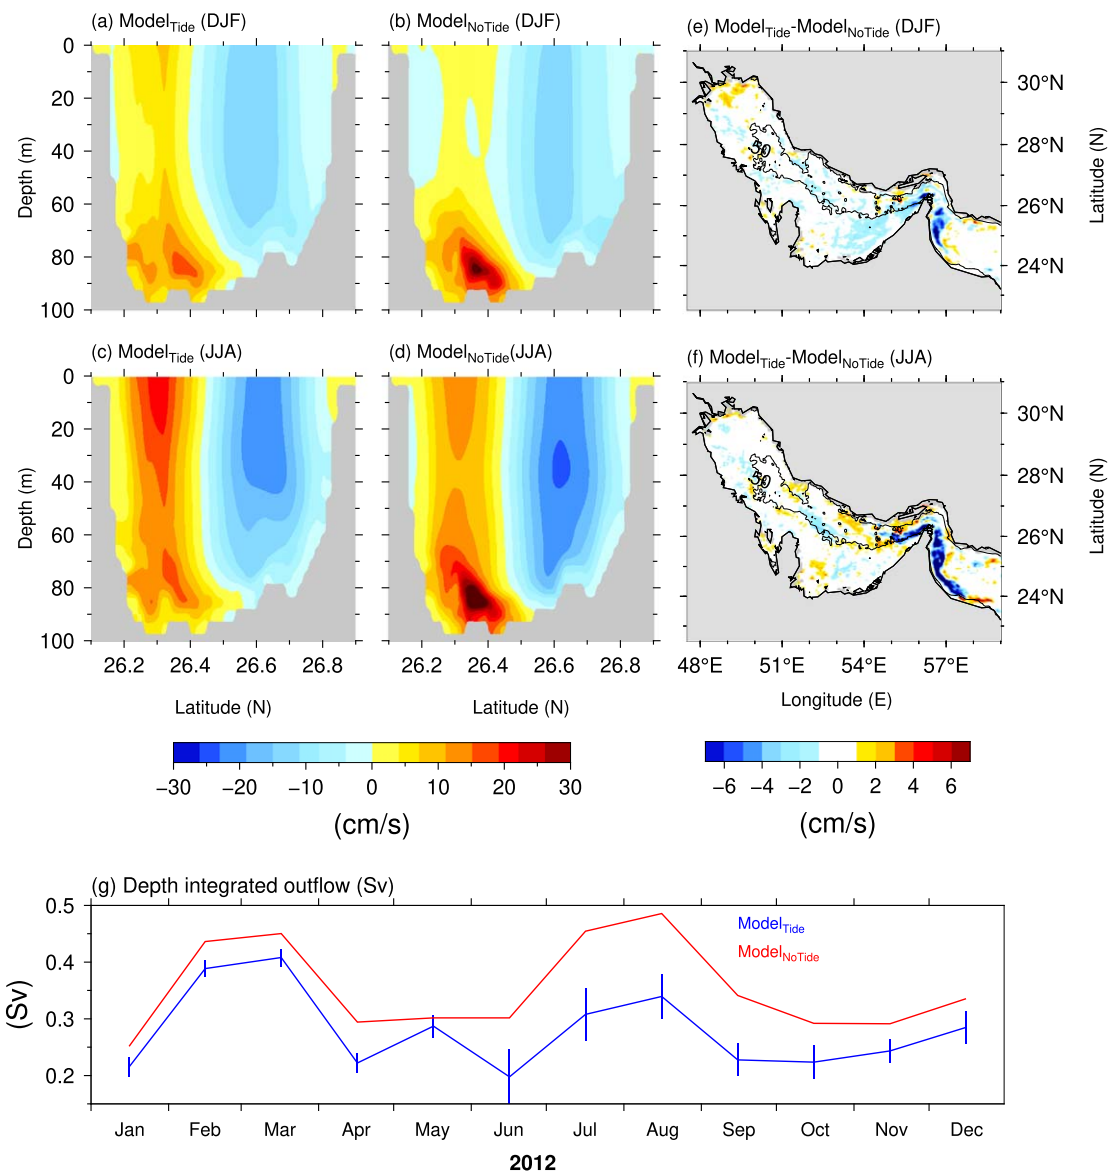 (a) ModelTide (DJF)
(b) ModelNoTide (DJF)
(e) ModelTide-ModelNoTide (DJF)
0
20
40
60
80
100
Depth (m)
50
30°N
28°N
26°N
24°N
Latitude (N)
(c) ModelTide (JJA)
(d) ModelNoTide(JJA)
(f) ModelTide-ModelNoTide (JJA)
0
20
40
60
80
100
Depth (m)
50
30°N
28°N
26°N
24°N
Latitude (N)
26.2 26.4 26.6 26.8
26.2 26.4 26.6 26.8
48°E 51°E 54°E 57°E
Latitude (N)
Latitude (N)
Longitude (E)
−30 −20 −10 0 10 20 30
−6 −4 −2 0 2 4 6
(cm/s)
(cm/s)
(g) Depth integrated outflow (Sv)
0.5
0.4
0.3
0.2
(Sv)
ModelTide
ModelNoTide
Jan Feb Mar Apr May Jun Jul Aug Sep Oct Nov Dec
2012